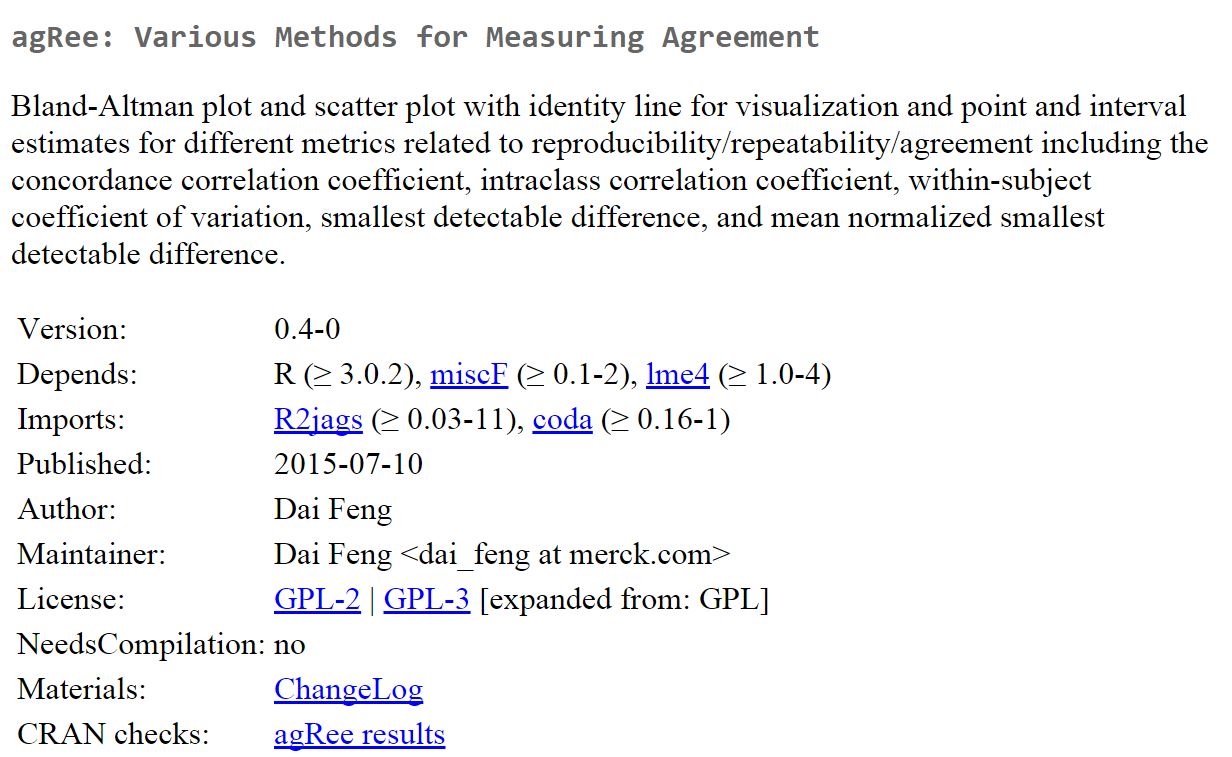 agRee: Various Methods for Measuring Agreement
Bland-Altman plot and scatter plot with identity line for visualization and point and interval
estimates for different metrics related to reproducibility/repeatability/agreement including the
concordance correlation coefficient, intraclass correlation coefficient, within-subject
coefficient of variation, smallest detectable difference, and mean normalized smallest
detectable difference.
Version: 0.4-0
Depends: R (≥ 3.0.2), miscF (≥ 0.1-2), lme4 (≥ 1.0-4)
Imports: R2jags (≥ 0.03-11), coda (≥ 0.16-1)
Published: 2015-07-10
Author: Dai Feng
Maintainer: Dai Feng <dai_feng at merck.com>
License: GPL-2 | GPL-3 [expanded from: GPL]
NeedsCompilation: no
Materials: ChangeLog
CRAN checks: agRee results